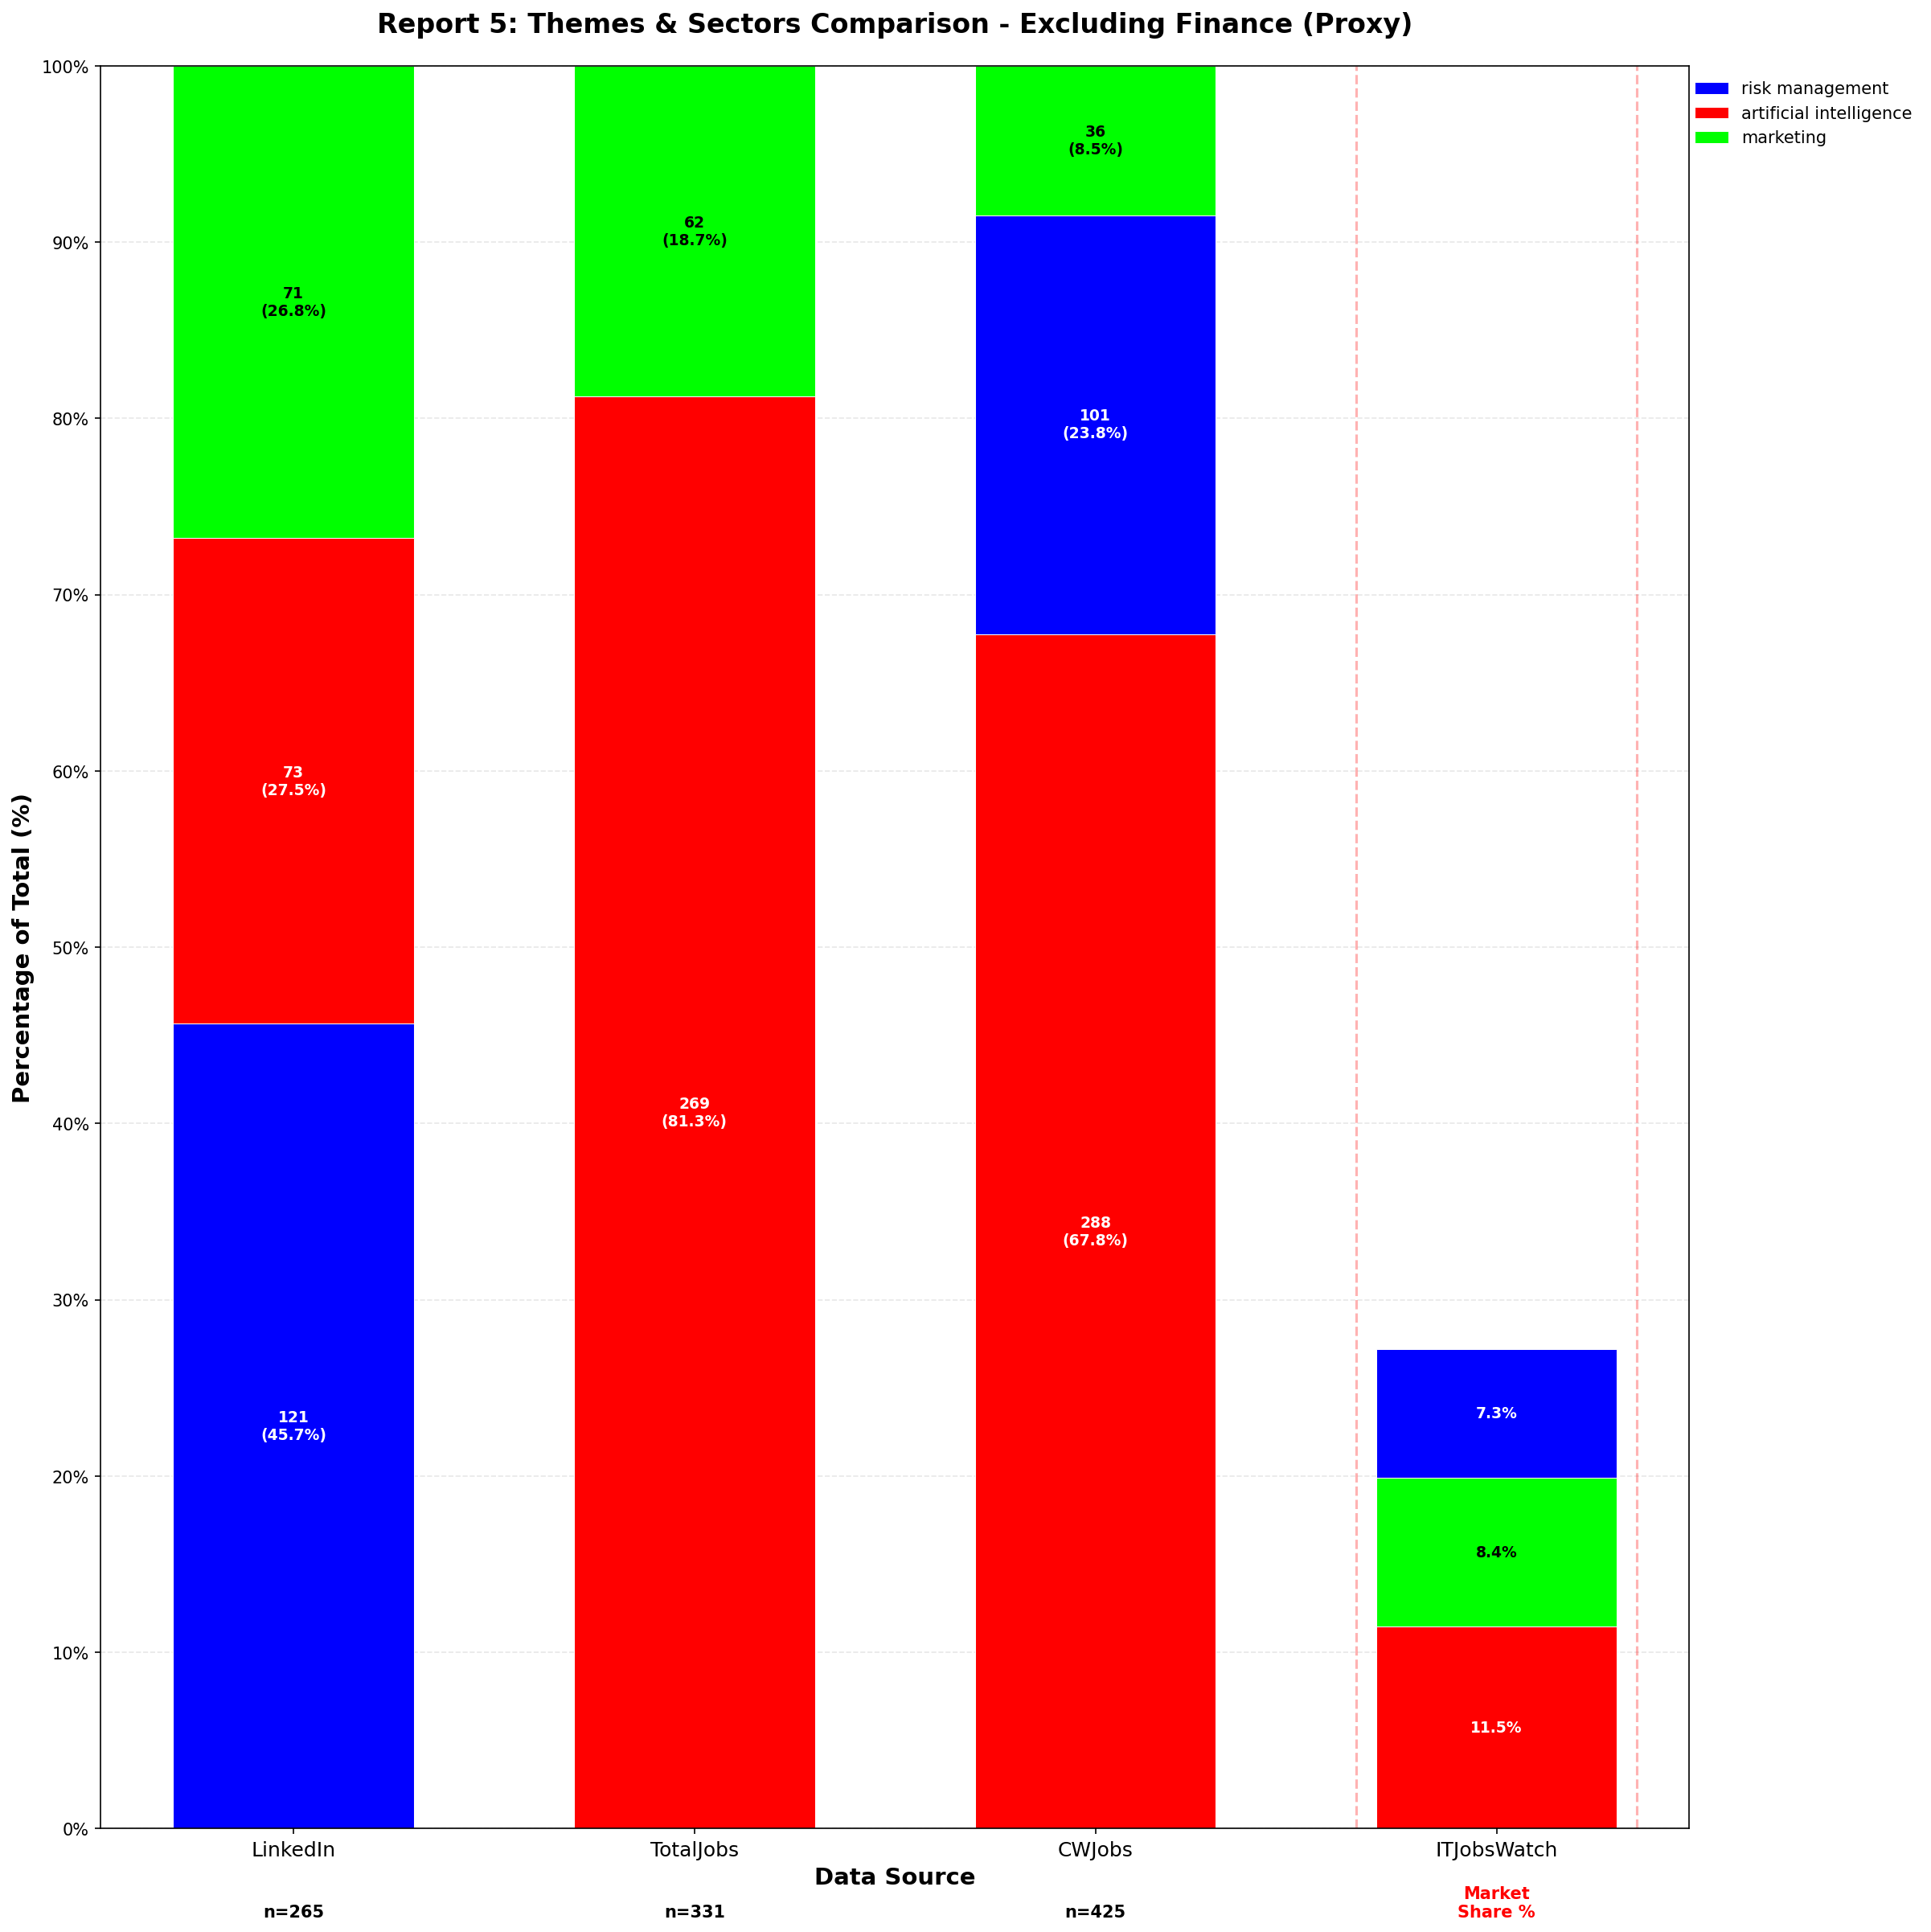 Report 5: Themes & Sectors Comparison - Excluding Finance (Proxy)
risk management
artificial intelligence
marketing
Percentage of Total (%)
100%
90%
80%
70%
60%
50%
40%
30%
20%
10%
0%
71
(26.8%)
73
(27.5%)
121
(45.7%)
62
(18.7%)
269
(81.3%)
36
(8.5%)
101
(23.8%)
288
(67.8%)
7.3%
8.4%
11.5%
LinkedIn
TotalJobs
CWJobs
ITJobsWatch
Data Source
n=265
n=331
n=425
Market
Share %